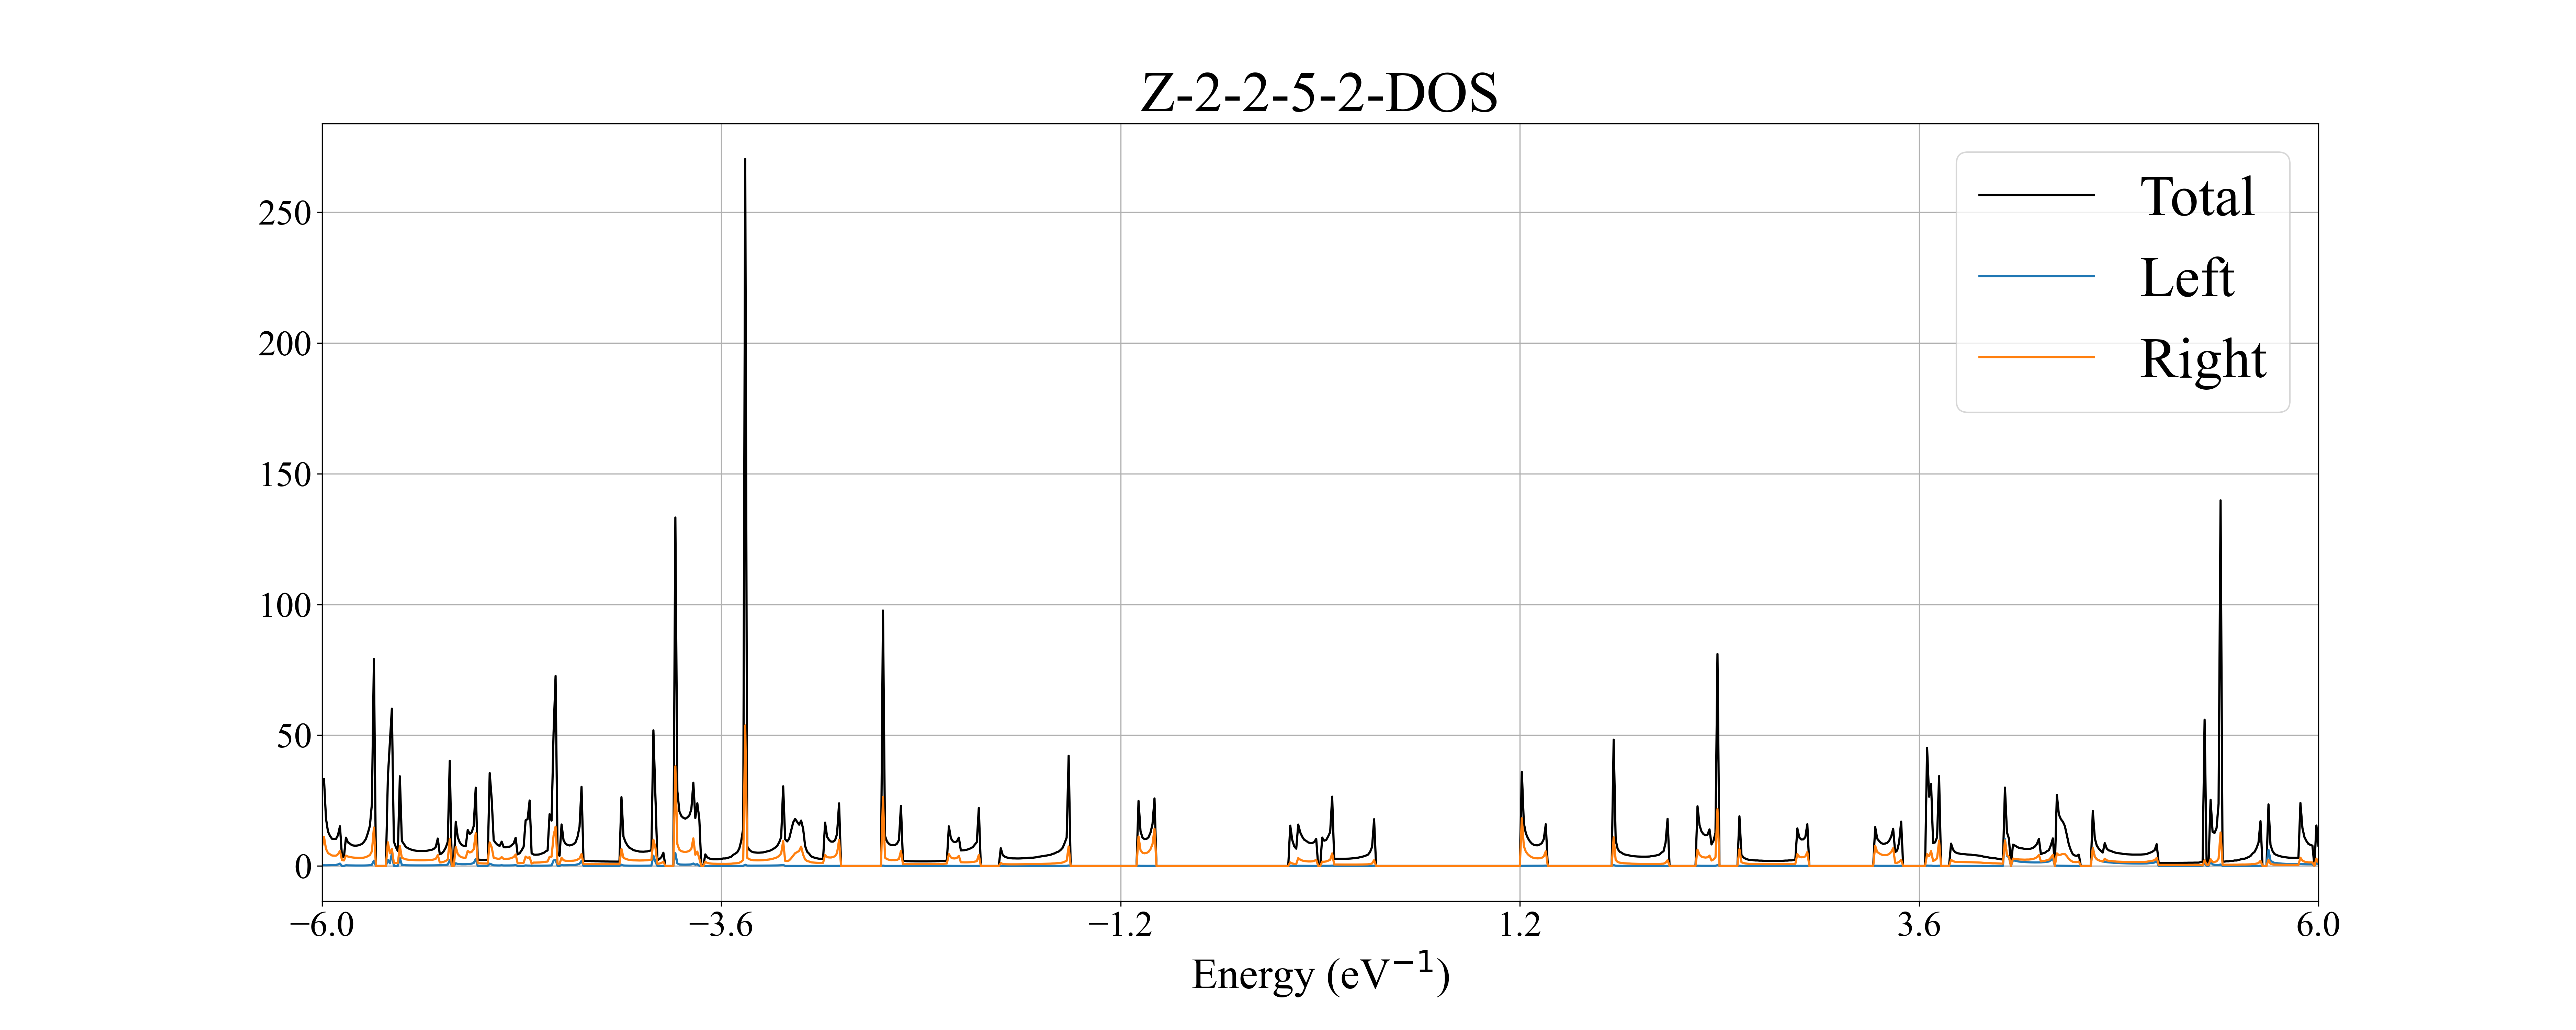 Z-2-2-5-2-DOS
Total
Left
Right
250
200
150
100
50
0
−6.0 −3.6 −1.2 1.2 3.6 6.0
Energy (eV⁻¹)